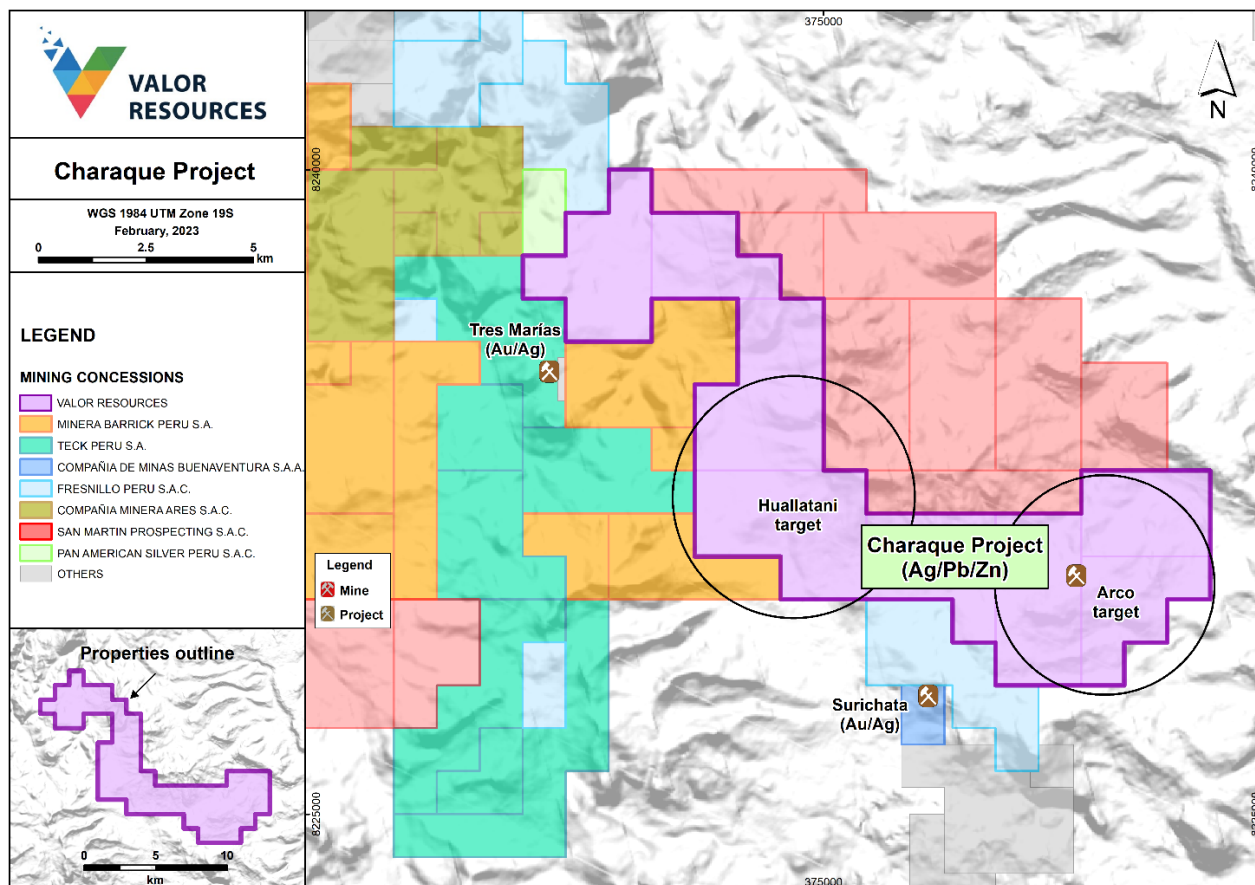 VALOR
RESOURCES
Charaque Project
WGS 1984 UTM Zone 19S
February, 2023
0 2.5 5
km
LEGEND
MINING CONCESSIONS
VALOR RESOURCES
MINERA BARRICK PERU S.A.
TECK PERU S.A.
COMPAÑIA DE MINAS BUENAVENTURA S.A.A.
FRESNILLO PERU S.A.C.
COMPAÑIA MINERA ARES S.A.C.
SAN MARTIN PROSPECTING S.A.C.
PAN AMERICAN SILVER PERU S.A.C.
OTHERS
Properties outline
0 5 10
km
375000
N
8240000
8240000
Tres Marías
(Au/Ag)
Huallatani
target
Charaque Project
(Ag/Pb/Zn)
Arco
target
Legend
Mine
Project
Surichata
(Au/Ag)
8225000
8225000
375000